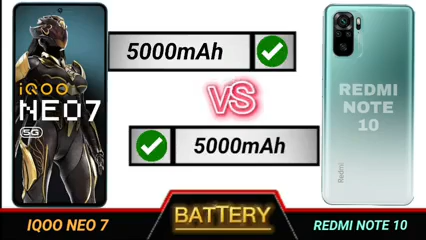 iQOO
NEO7
5G
5000mAh
VS
5000mAh
REDMI
NOTE
10
Redmi
IQOO NEO 7
BATTERY
REDMI NOTE 10